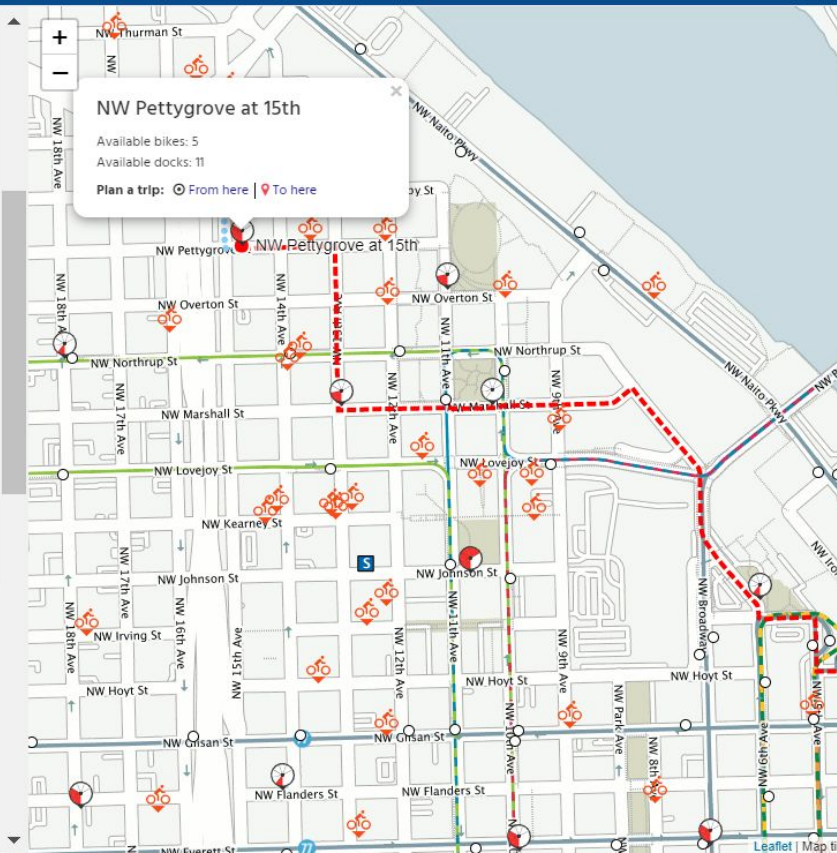 +
−
NW Thurman St
NW
×
NW Pettygrove at 15th
Available bikes: 5
Available docks: 11
Plan a trip: From here | To here
NW Naito Pkwy
NW 18th Ave
by St
NW Pettygrove
NW Pettygrove at 15th
NW 18th A
NW Overton St
NW 14th Ave
NW Overton St
NW 11th Ave
NW Northrup St
NW Northrup St
NW Naito Pkwy
NW 17th Ave
NW Marshall St
NW 12th Ave
NW Marshall St
NW 9th Ave
NW Lovejoy St
NW Lovejoy St
NW Kearney St
S
NW Johnson St
NW Johnson St
NW 17th Ave
NW 18th Ave
NW 16th Ave
NW 15th Ave
NW Irving St
NW 12th Ave
NW 11th Ave
NW 9th Ave
NW Broadway
NW Hoyt St
NW Hoyt St
NW Hoyt St
NW Park Ave
NW 10th Ave
NW Glisan St
NW Glisan St
NW 8th Ave
NW 6th Ave
NW Flanders St
NW Flanders St
NW Everett St
77
Leaflet | Map